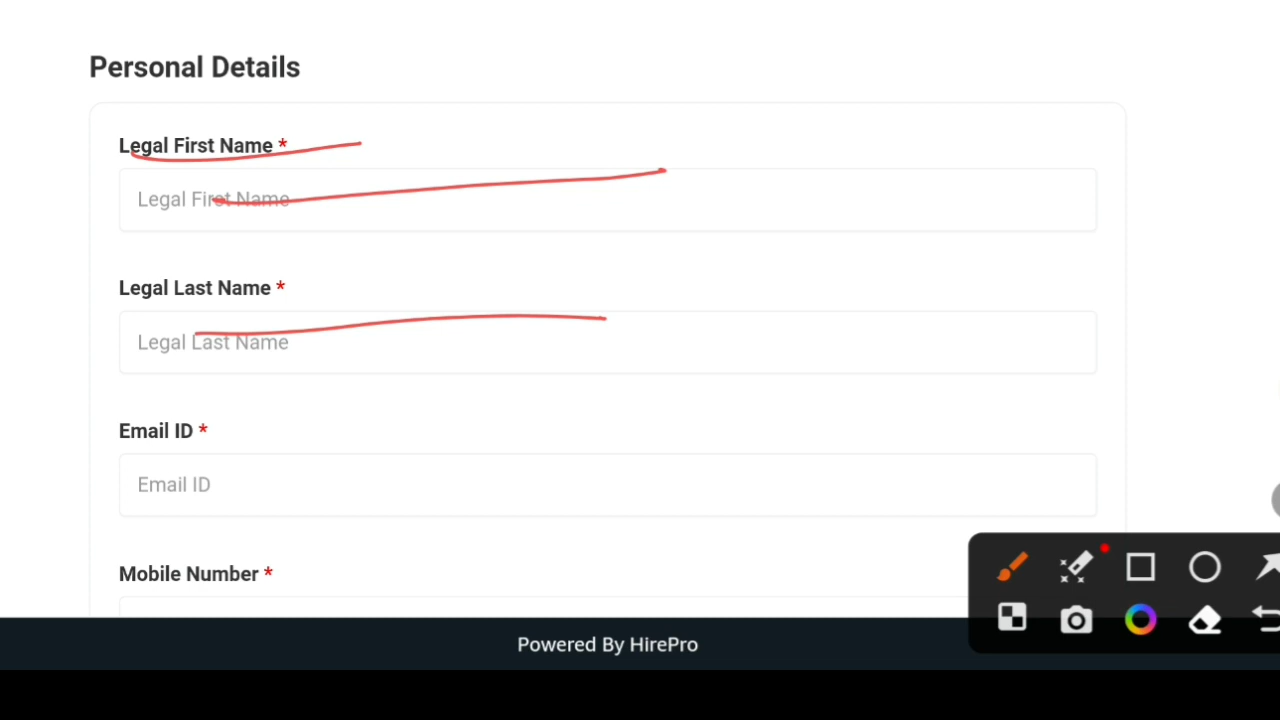 Personal Details
Legal First Name *
Legal First Name
Legal Last Name *
Legal Last Name
Email ID *
Email ID
Mobile Number *
Powered By HirePro